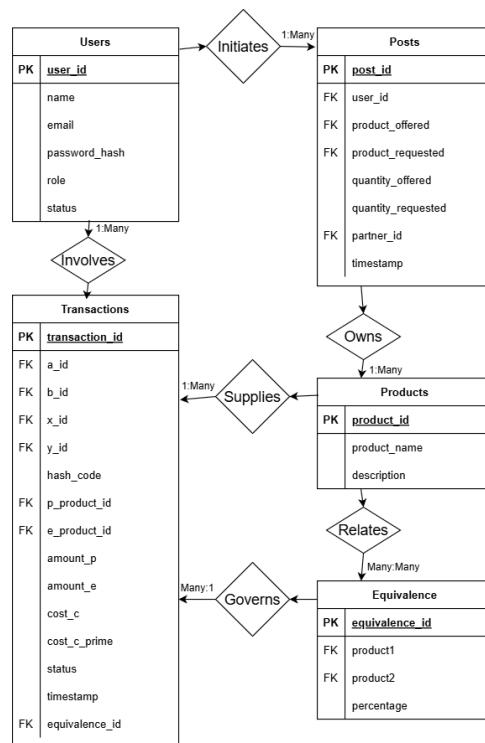 Users
PK user_id
name
email
password_hash
role
status
Initiates
1:Many
Posts
PK post_id
FK user_id
FK product_offered
FK product_requested
quantity_offered
quantity_requested
FK partner_id
timestamp
1:Many
Involves
Transactions
PK transaction_id
FK a_id
FK b_id
FK x_id
FK y_id
hash_code
FK p_product_id
FK e_product_id
amount_p
amount_e
cost_c
cost_c_prime
status
timestamp
FK equivalence_id
Owns
1:Many
1:Many
Supplies
Products
PK product_id
product_name
description
Relates
Many:Many
Many:1
Governs
Equivalence
PK equivalence_id
FK product1
FK product2
percentage